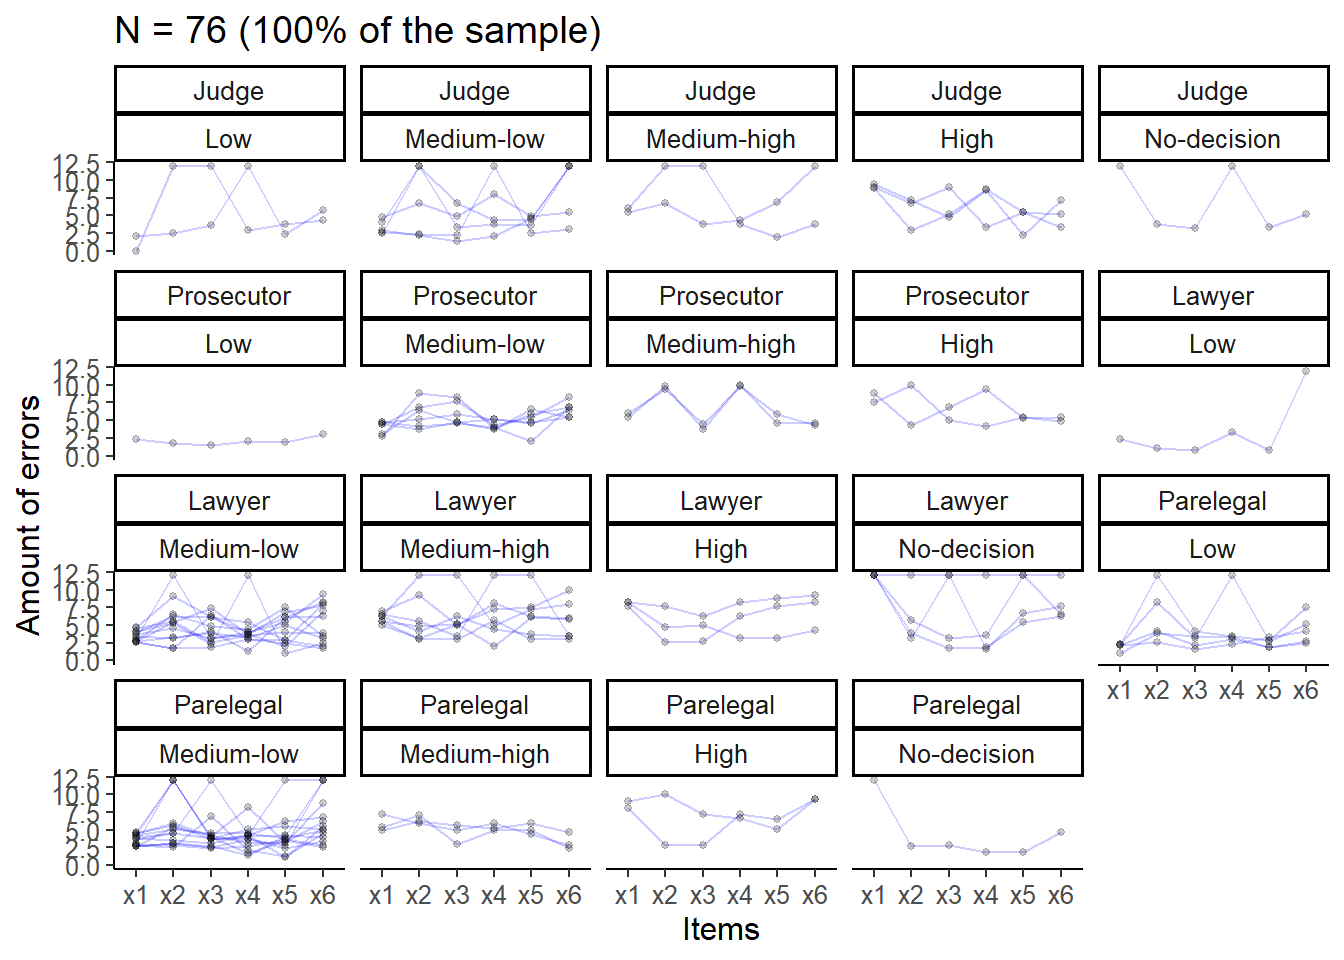 N = 76 (100% of the sample)
Judge Judge Judge Judge Judge
Low Medium-low Medium-high High No-decision
12.5
10.0
7.5
5.0
2.5
0.0
Prosecutor Prosecutor Prosecutor Prosecutor Lawyer
Low Medium-low Medium-high High Low
12.5
10.0
7.5
5.0
2.5
0.0
Amount of errors
Lawyer Lawyer Lawyer Lawyer Parelegal
Medium-low Medium-high High No-decision Low
12.5
10.0
7.5
5.0
2.5
0.0
x1 x2 x3 x4 x5 x6
Parelegal Parelegal Parelegal Parelegal
Medium-low Medium-high High No-decision
12.5
10.0
7.5
5.0
2.5
0.0
x1 x2 x3 x4 x5 x6 x1 x2 x3 x4 x5 x6 x1 x2 x3 x4 x5 x6 x1 x2 x3 x4 x5 x6
Items